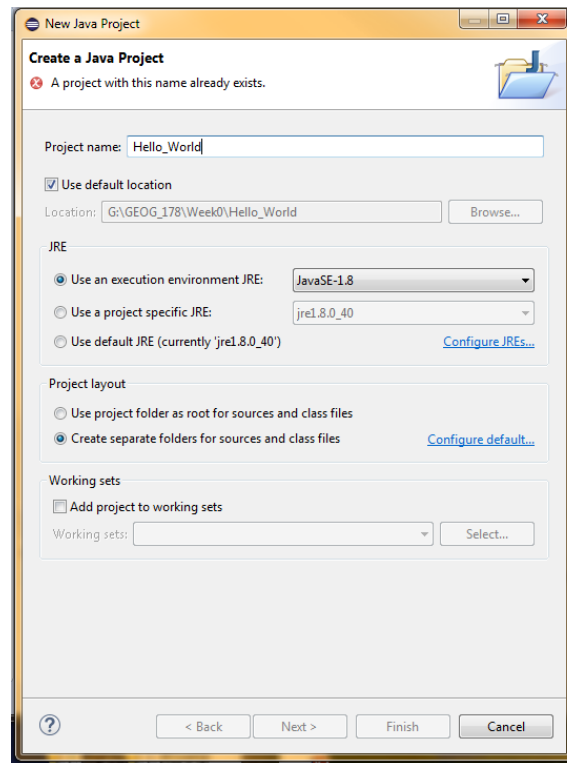 New Java Project
Create a Java Project
A project with this name already exists.
Project name: Hello_World
Use default location
Location: G:\GEOG_178\Week0\Hello_World Browse...
JRE
Use an execution environment JRE: JavaSE-1.8
Use a project specific JRE: jre1.8.0_40
Use default JRE (currently 'jre1.8.0_40') Configure JREs...
Project layout
Use project folder as root for sources and class files
Create separate folders for sources and class files Configure default...
Working sets
Add project to working sets
Working sets: Select...
? < Back Next > Finish Cancel